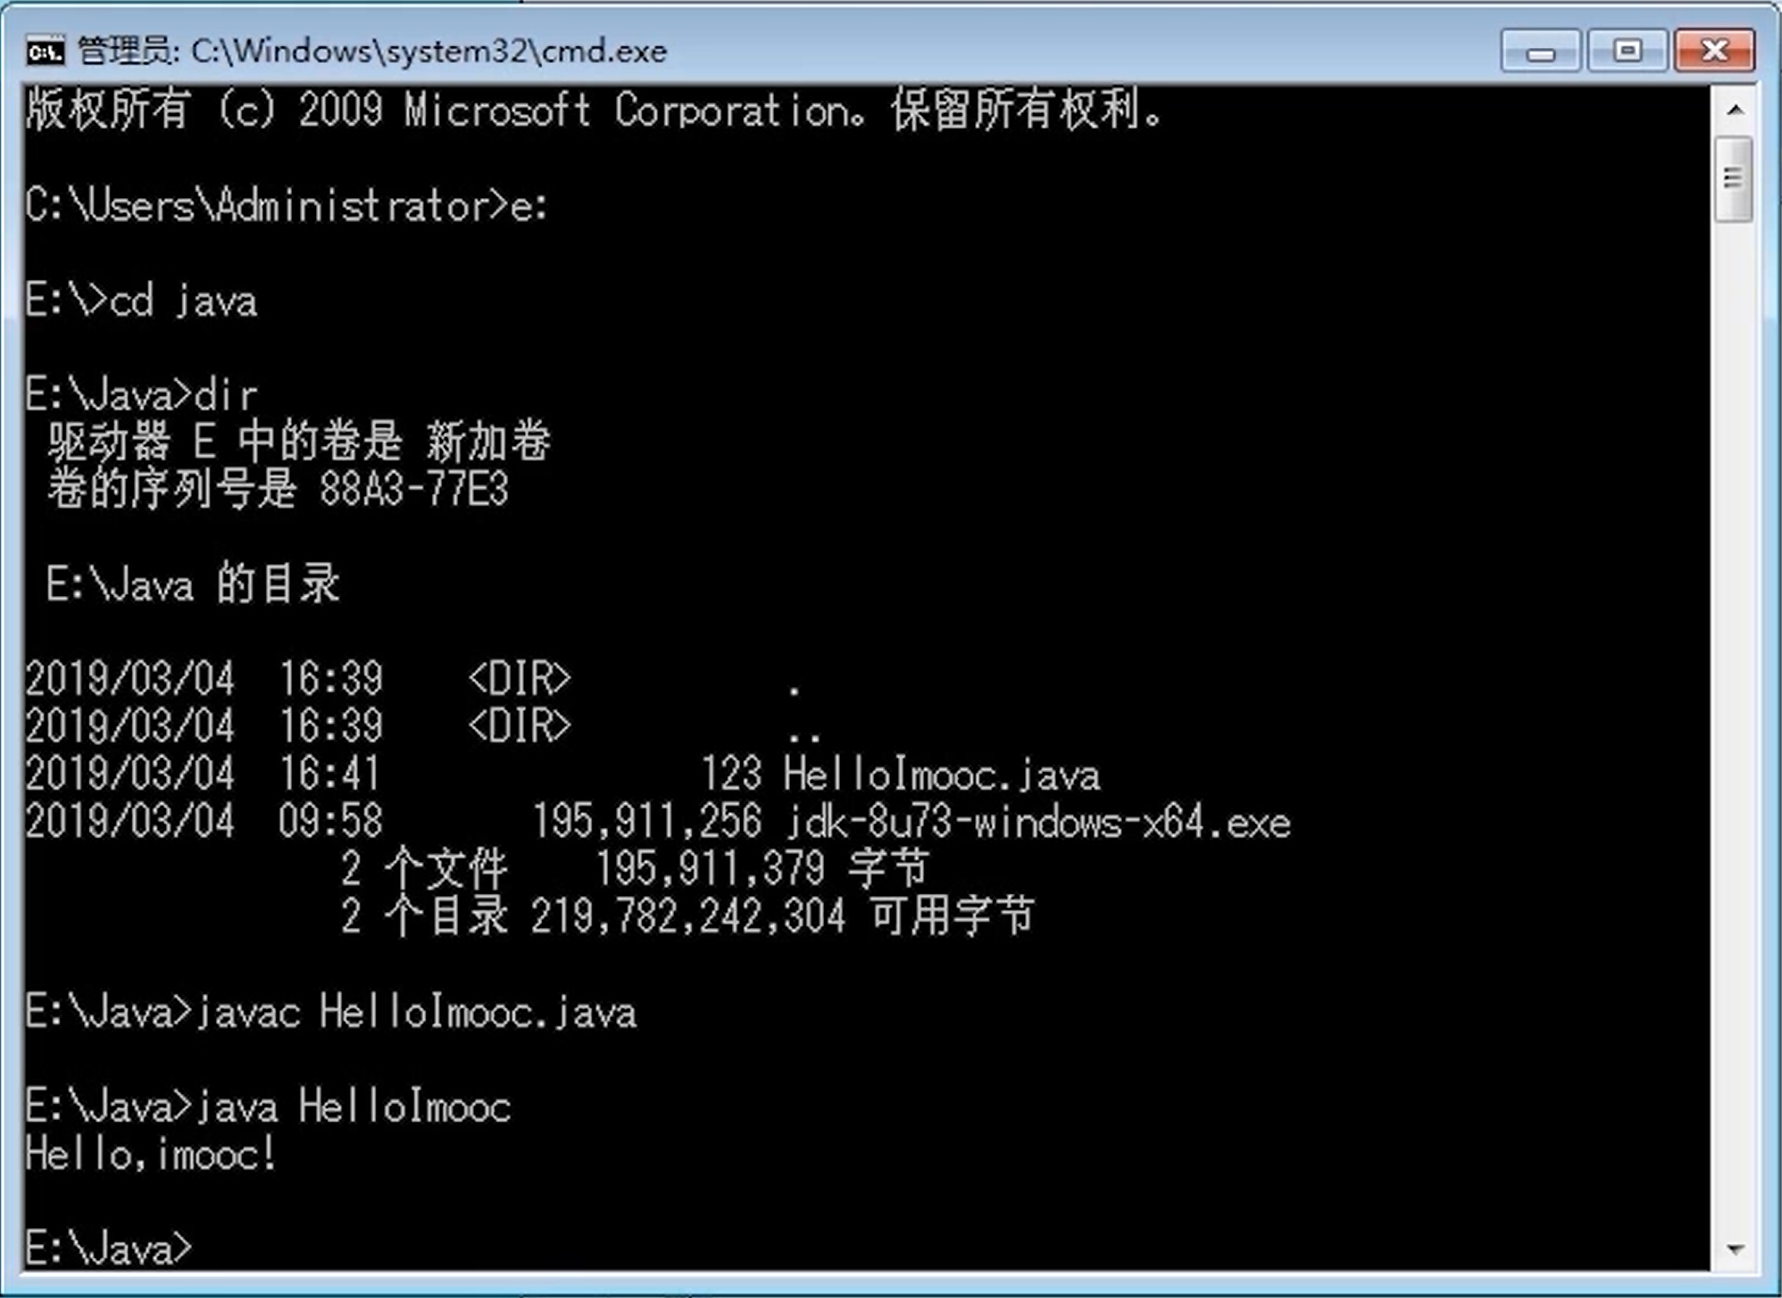 管理员: C:\Windows\system32\cmd.exe
版权所有 (c) 2009 Microsoft Corporation。保留所有权利。
C:\Users\Administrator>e:
E:\>cd java
E:\Java>dir
驱动器 E 中的卷是 新加卷
卷的序列号是 88A3-77E3
E:\Java 的目录
2019/03/04  16:39    <DIR>          .
2019/03/04  16:39    <DIR>          ..
2019/03/04  16:41               123 HelloImooc.java
2019/03/04  09:58       195,911,256 jdk-8u73-windows-x64.exe
2 个文件    195,911,379 字节
2 个目录 219,782,242,304 可用字节
E:\Java>javac HelloImooc.java
E:\Java>java HelloImooc
Hello,imooc!
E:\Java>